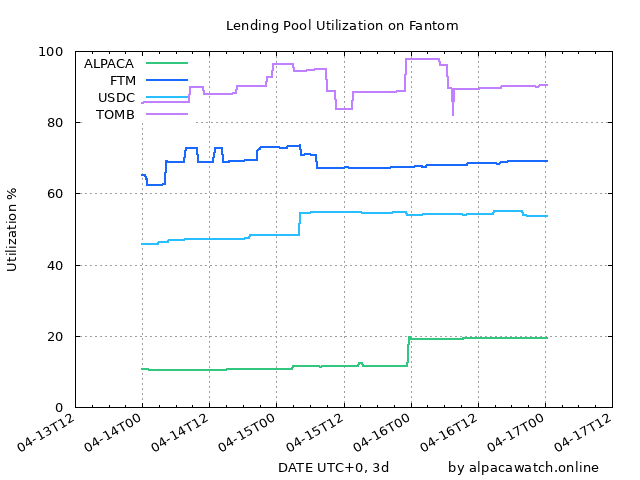 Lending Pool Utilization on Fantom
Utilization %
100
80
60
40
20
0
ALPACA
FTM
USDC
TOMB
04-13T12
04-14T00
04-14T12
04-15T00
04-15T12
04-16T00
04-16T12
04-17T00
04-17T12
DATE UTC+0, 3d
by alpacawatch.online